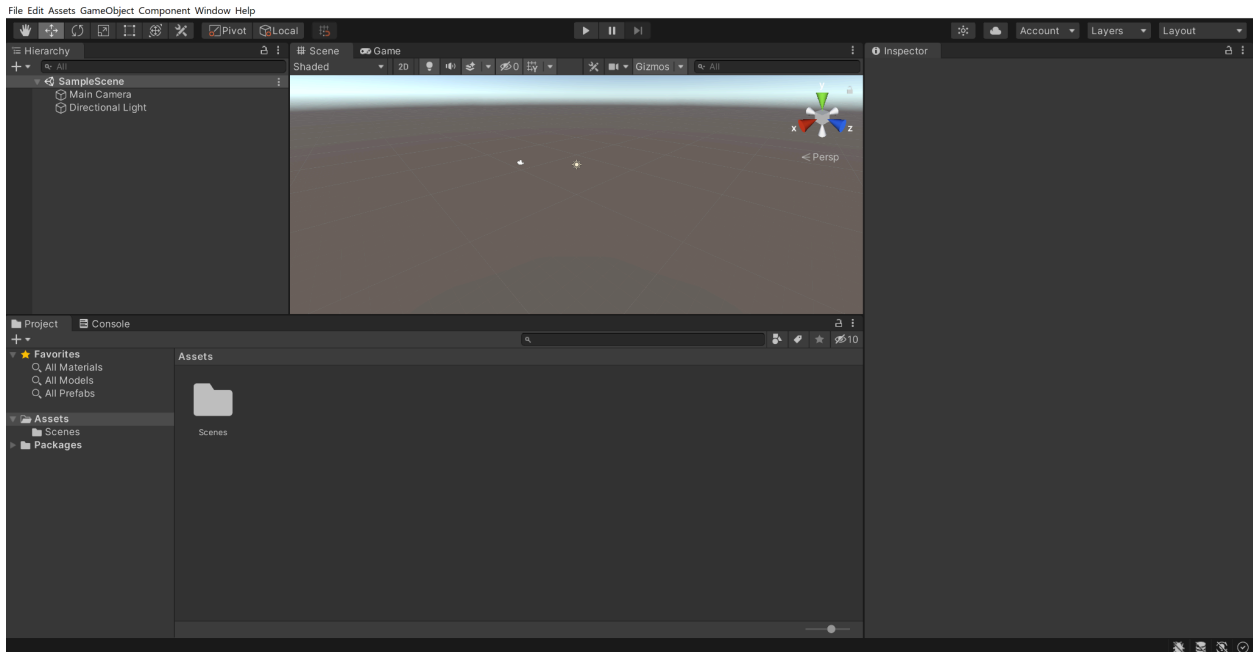 File Edit Assets GameObject Component Window Help
Pivot Local Account Layers Layout
Hierarchy
All
SampleScene
Main Camera
Directional Light
Scene Game
Shaded 2D 0 Gizmos All
y
x z
Persp
Inspector
Project Console
10
Favorites
All Materials
All Models
All Prefabs
Assets
Scenes
Packages
Assets
Scenes